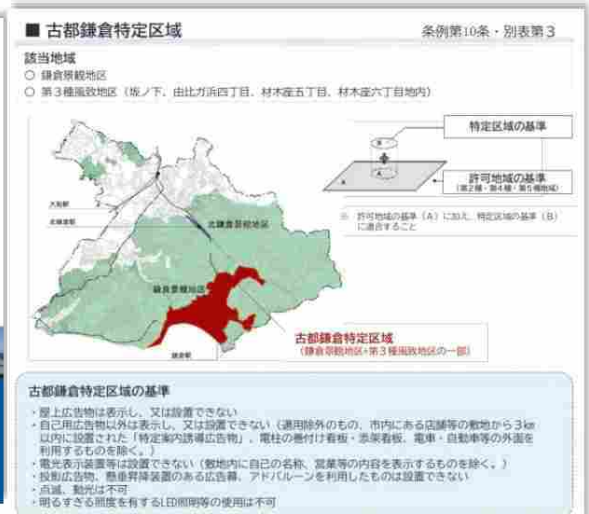 ■ 古都鎌倉特定区域
条例第10条・別表第3
該当地域
○ 鎌倉景観地区
○ 第3種風致地区（坂ノ下、由比ガ浜四丁目、材木座五丁目、材木座六丁目地内）
特定区域の基準
B
A
許可地域の基準
（第2種・第4種・第5種地域）
※ 許可地域の基準（A）に加え、特定区域の基準（B）
に適合すること
大船駅
北鎌倉駅
北鎌倉景観地区
鎌倉景観地区
鎌倉駅
古都鎌倉特定区域
（鎌倉景観地区+第3種風致地区の一部）
古都鎌倉特定区域の基準
・屋上広告物は表示し、又は設置できない
・自己用広告物以外は表示し、又は設置できない（適用除外のもの、市内にある店舗等の敷地から3km
以内に設置された「特定案内誘導広告物」、電柱の巻付け看板・添架看板、電車・自動車等の外面を
利用するものを除く。）
・電光表示装置等は設置できない（敷地内に自己の名称、営業等の内容を表示するものを除く。）
・投影広告物、懸垂昇降装置のある広告幕、アドバルーンを利用したものは設置できない
・点滅、動光は不可
・明るすぎる照度を有するLED照明等の使用は不可